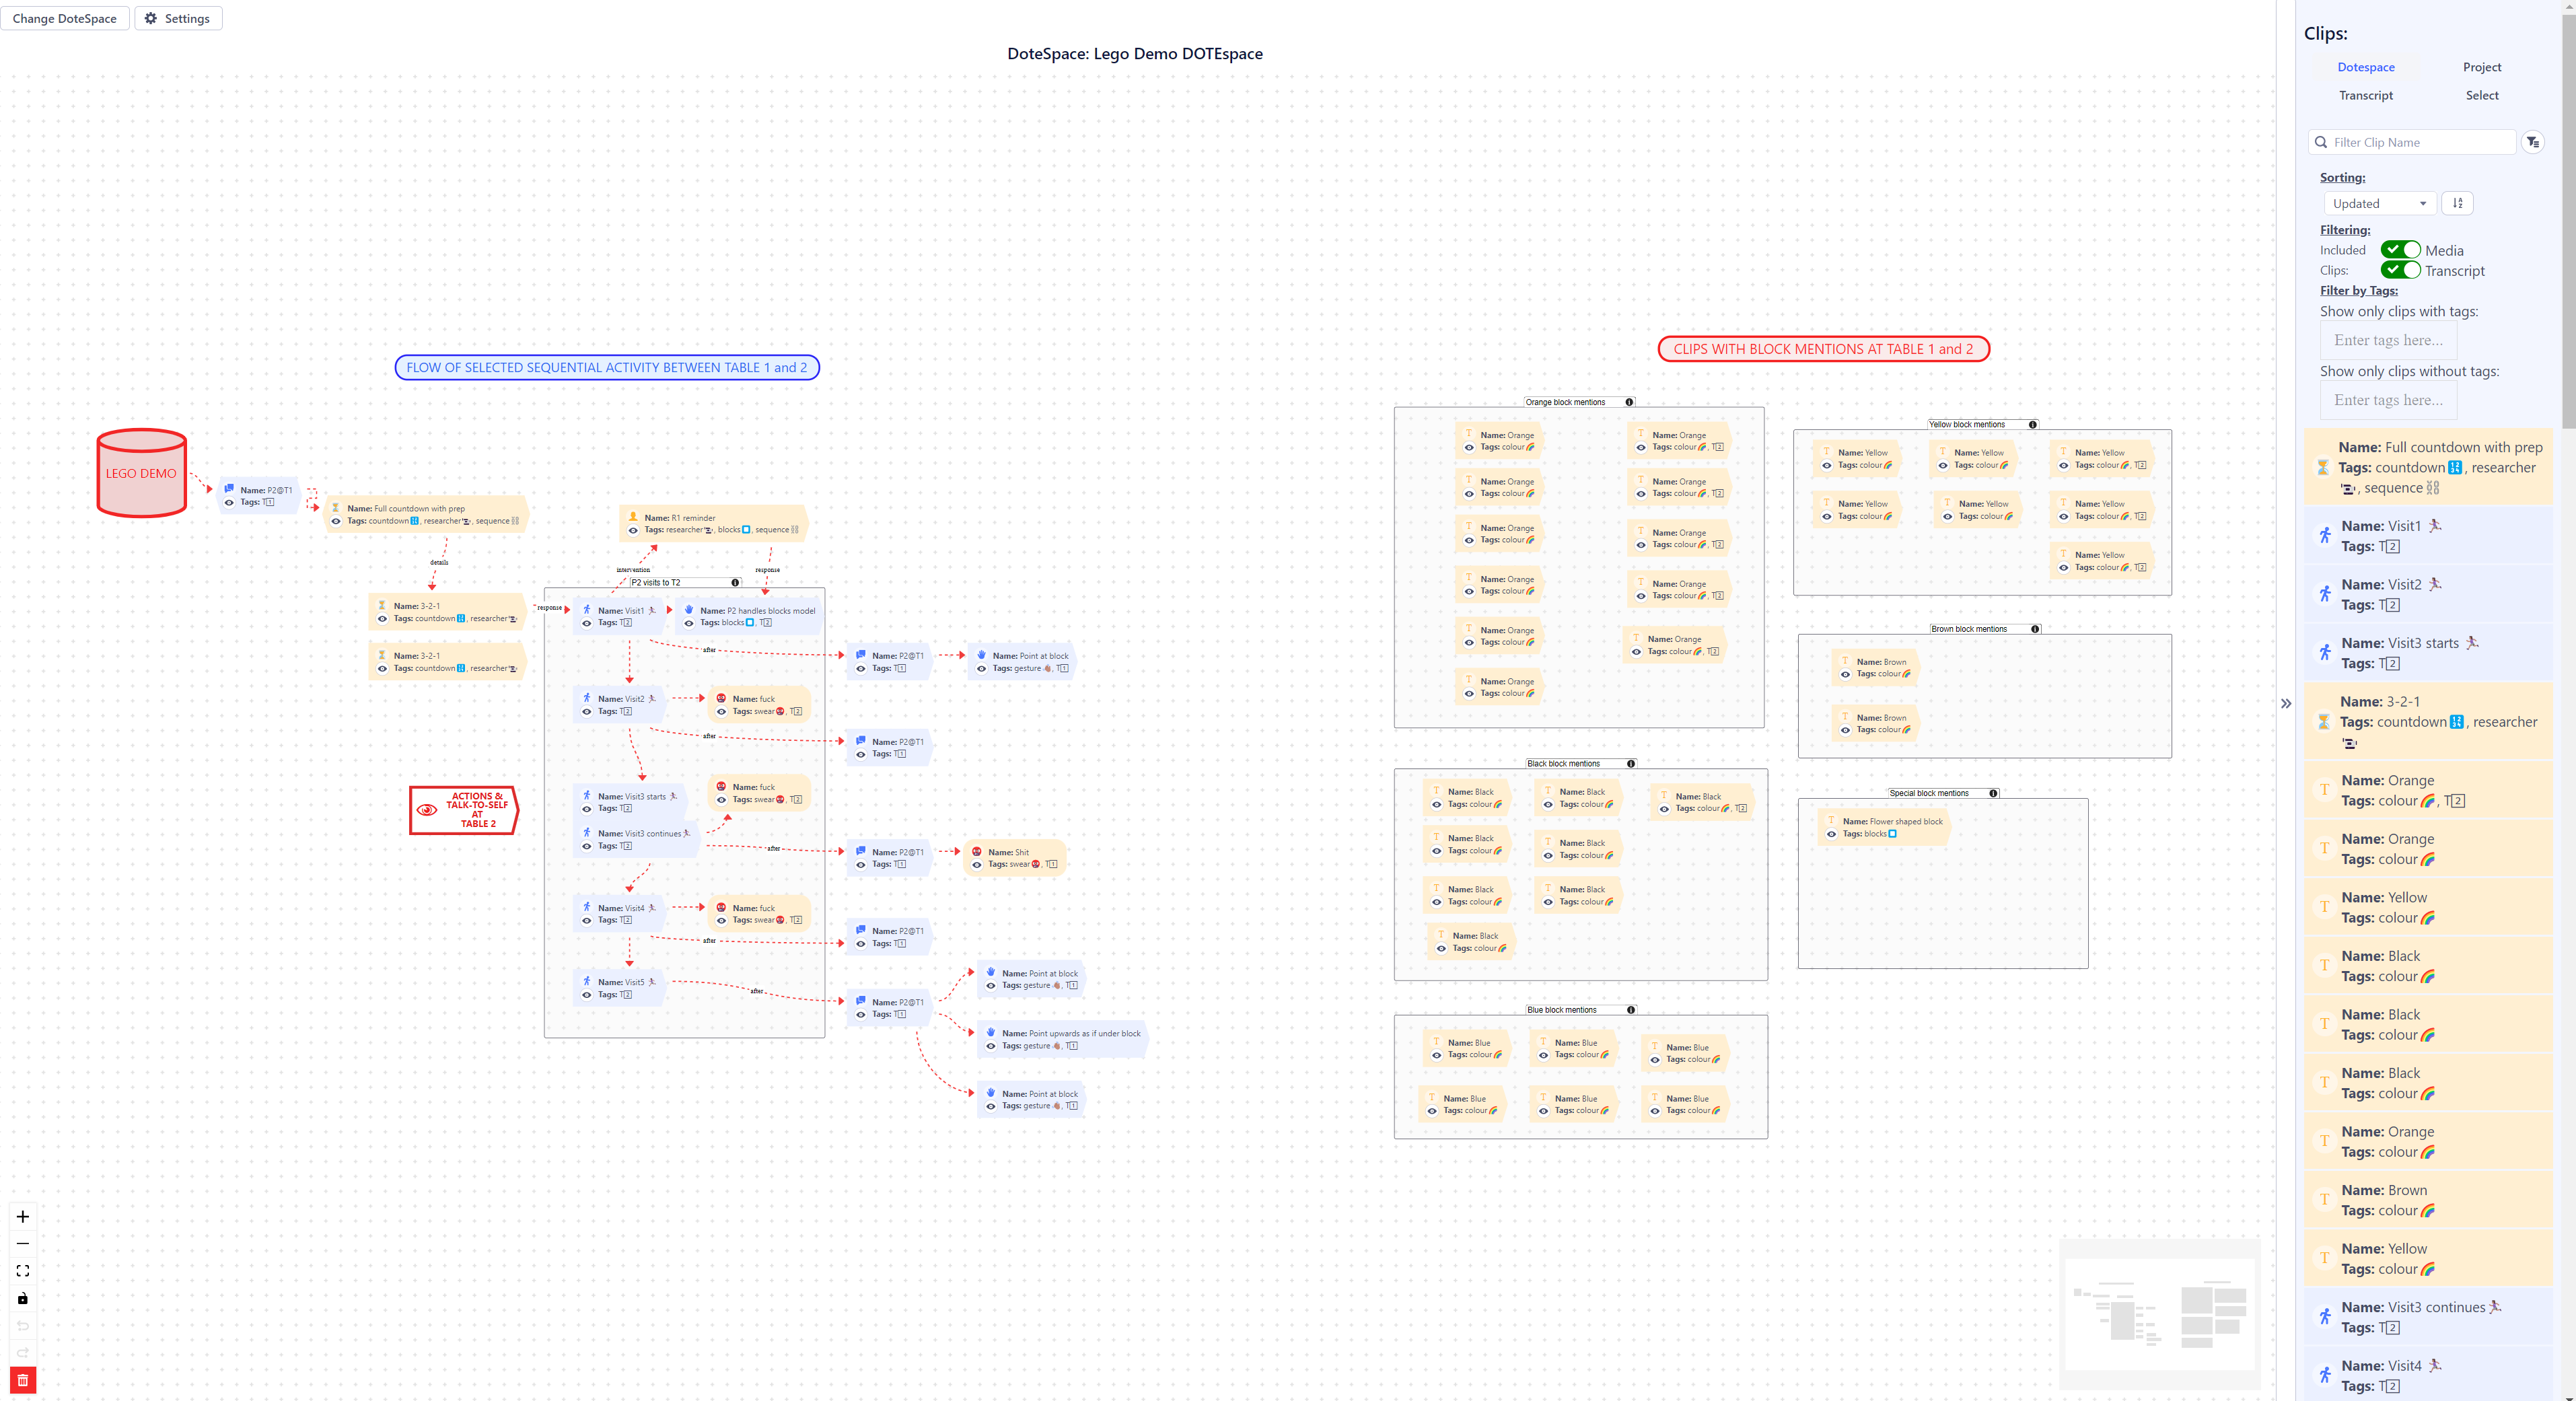 Change DoteSpace
Settings
DoteSpace: Lego Demo DOTEspace
FLOW OF SELECTED SEQUENTIAL ACTIVITY BETWEEN TABLE 1 and 2
LEGO DEMO
Name: P2@T1
Tags: T1
Name: Full countdown with prep
Tags: countdown, researcher, sequence
details
Name: 3-2-1
Tags: countdown, researcher
Name: 3-2-1
Tags: countdown, researcher
Name: R1 reminder
Tags: researcher, blocks, sequence
intervention
response
P2 visits to T2
response
Name: Visit1
Tags: T2
Name: P2 handles blocks model
Tags: blocks, T2
after
Name: P2@T1
Tags: T1
Name: Point at block
Tags: gesture, T1
Name: Visit2
Tags: T2
Name: fuck
Tags: swear, T2
after
Name: P2@T1
Tags: T1
ACTIONS &
TALK-TO-SELF
AT
TABLE 2
Name: Visit3 starts
Tags: T2
Name: fuck
Tags: swear, T2
Name: Visit3 continues
Tags: T2
after
Name: P2@T1
Tags: T1
Name: Shit
Tags: swear, T1
Name: Visit4
Tags: T2
Name: fuck
Tags: swear, T2
after
Name: P2@T1
Tags: T1
Name: Visit5
Tags: T2
after
Name: P2@T1
Tags: T1
Name: Point at block
Tags: gesture, T1
Name: Point upwards as if under block
Tags: gesture, T1
Name: Point at block
Tags: gesture, T1
CLIPS WITH BLOCK MENTIONS AT TABLE 1 and 2
Orange block mentions
Name: Orange
Tags: colour
Name: Orange
Tags: colour, T2
Name: Orange
Tags: colour
Name: Orange
Tags: colour, T2
Name: Orange
Tags: colour
Name: Orange
Tags: colour, T2
Name: Orange
Tags: colour
Name: Orange
Tags: colour, T2
Name: Orange
Tags: colour
Name: Orange
Tags: colour, T2
Name: Orange
Tags: colour
Yellow block mentions
Name: Yellow
Tags: colour
Name: Yellow
Tags: colour
Name: Yellow
Tags: colour, T2
Name: Yellow
Tags: colour
Name: Yellow
Tags: colour
Name: Yellow
Tags: colour, T2
Name: Yellow
Tags: colour, T2
Brown block mentions
Name: Brown
Tags: colour
Name: Brown
Tags: colour
Black block mentions
Name: Black
Tags: colour
Name: Black
Tags: colour
Name: Black
Tags: colour, T2
Name: Black
Tags: colour
Name: Black
Tags: colour
Name: Black
Tags: colour
Name: Black
Tags: colour
Name: Black
Tags: colour
Special block mentions
Name: Flower shaped block
Tags: blocks
Blue block mentions
Name: Blue
Tags: colour
Name: Blue
Tags: colour
Name: Blue
Tags: colour
Name: Blue
Tags: colour
Name: Blue
Tags: colour
Name: Blue
Tags: colour
Clips:
Dotespace
Project
Transcript
Select
Filter Clip Name
Sorting:
Updated
Filtering:
Included
Clips:
Media
Transcript
Filter by Tags:
Show only clips with tags:
Enter tags here...
Show only clips without tags:
Enter tags here...
Name: Full countdown with prep
Tags: countdown, researcher
, sequence
Name: Visit1
Tags: T2
Name: Visit2
Tags: T2
Name: Visit3 starts
Tags: T2
Name: 3-2-1
Tags: countdown, researcher
Name: Orange
Tags: colour, T2
Name: Orange
Tags: colour
Name: Yellow
Tags: colour
Name: Black
Tags: colour
Name: Black
Tags: colour
Name: Black
Tags: colour
Name: Orange
Tags: colour
Name: Brown
Tags: colour
Name: Yellow
Tags: colour
Name: Visit3 continues
Tags: T2
Name: Visit4
Tags: T2